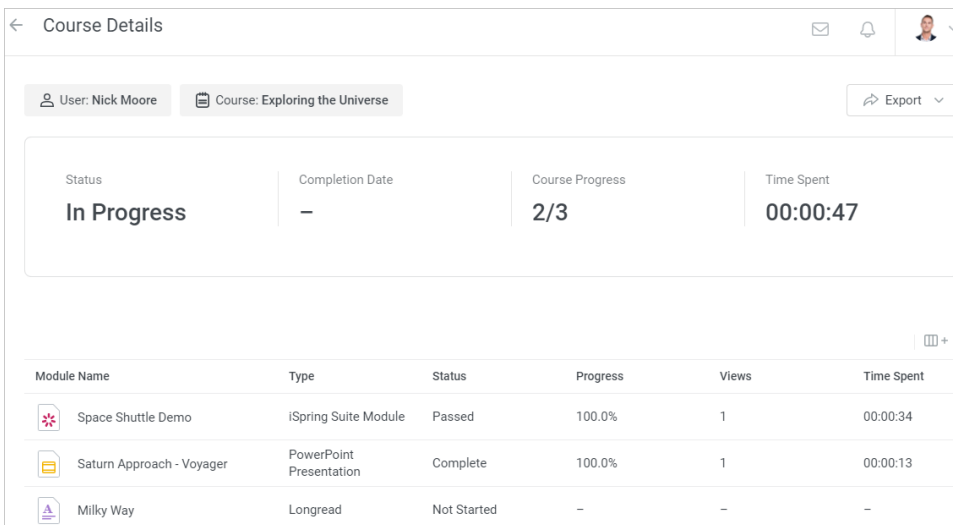 Course Details
User: Nick Moore
Course: Exploring the Universe
Export
Status
Completion Date
Course Progress
Time Spent
In Progress
–
2/3
00:00:47
Module Name
Type
Status
Progress
Views
Time Spent
Space Shuttle Demo
iSpring Suite Module
Passed
100.0%
1
00:00:34
Saturn Approach - Voyager
PowerPoint
Presentation
Complete
100.0%
1
00:00:13
Milky Way
Longread
Not Started
–
–
–